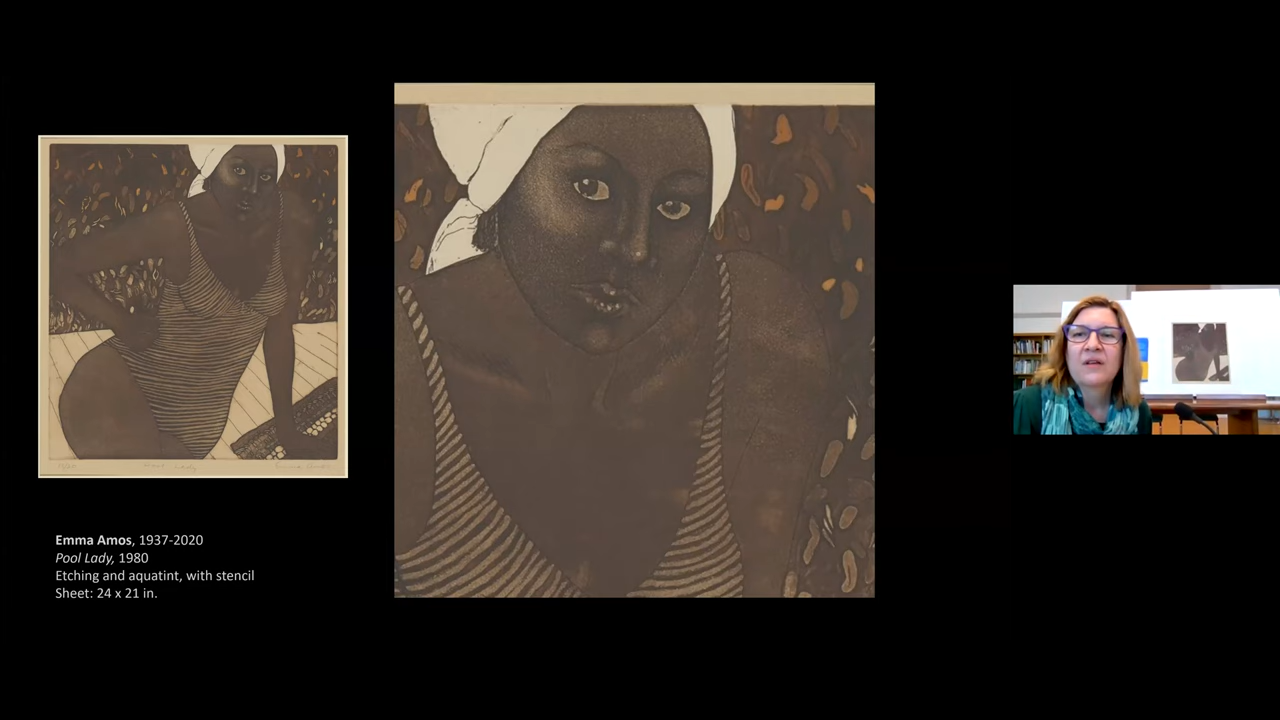 Emma Amos, 1937-2020
Pool Lady, 1980
Etching and aquatint, with stencil
Sheet: 24 x 21 in.